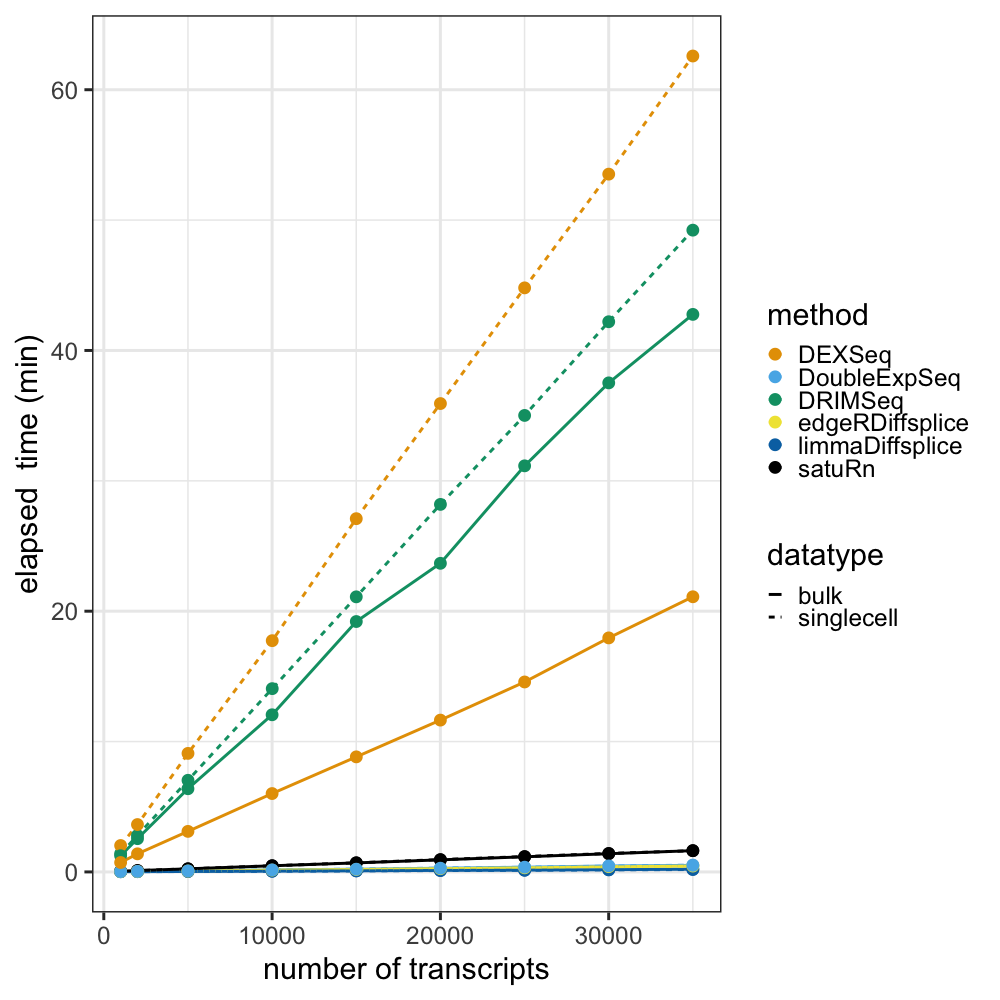 60
40
20
0
elapsed  time (min)
0
10000
20000
30000
number of transcripts
method
DEXSeq
DoubleExpSeq
DRIMSeq
edgeRDiffsplice
limmaDiffsplice
satuRn
datatype
bulk
singlecell